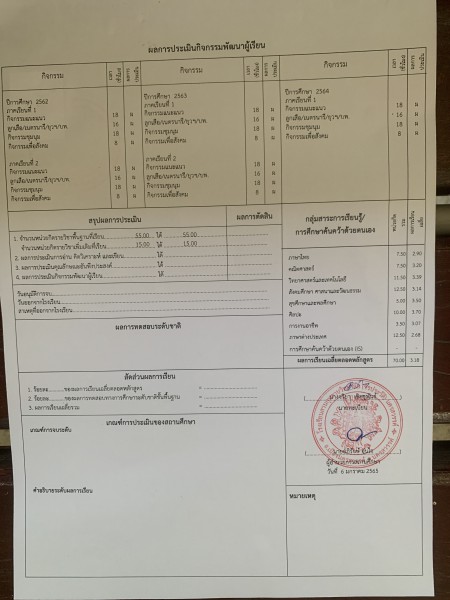 ผลการประเมินกิจกรรมพัฒนาผู้เรียน
กิจกรรม เวลา (ชั่วโมง) ผลการประเมิน กิจกรรม เวลา (ชั่วโมง) ผลการประเมิน กิจกรรม เวลา (ชั่วโมง) ผลการประเมิน
ปีการศึกษา 2562
ภาคเรียนที่ 1
กิจกรรมแนะแนว 18 ผ
ลูกเสือ/เนตรนารี/ยุวฯ/บพ. 16 ผ
กิจกรรมชุมนุม 18 ผ
กิจกรรมเพื่อสังคม 8 ผ
ภาคเรียนที่ 2
กิจกรรมแนะแนว 18 ผ
ลูกเสือ/เนตรนารี/ยุวฯ/บพ. 16 ผ
กิจกรรมชุมนุม 18 ผ
กิจกรรมเพื่อสังคม 8 ผ
ปีการศึกษา 2563
ภาคเรียนที่ 1
กิจกรรมแนะแนว 18 ผ
ลูกเสือ/เนตรนารี/ยุวฯ/บพ. 16 ผ
กิจกรรมชุมนุม 18 ผ
กิจกรรมเพื่อสังคม 8 ผ
ภาคเรียนที่ 2
กิจกรรมแนะแนว 18 ผ
ลูกเสือ/เนตรนารี/ยุวฯ/บพ. 16 ผ
กิจกรรมชุมนุม 18 ผ
กิจกรรมเพื่อสังคม 8 ผ
ปีการศึกษา 2564
ภาคเรียนที่ 1
กิจกรรมแนะแนว 18 ผ
ลูกเสือ/เนตรนารี/ยุวฯ/บพ. 16 ผ
กิจกรรมชุมนุม 18 ผ
กิจกรรมเพื่อสังคม 8 ผ
สรุปผลการประเมิน ผลการตัดสิน
1. จำนวนหน่วยกิตรายวิชาพื้นฐานที่เรียน 55.00 ได้ 55.00
จำนวนหน่วยกิตรายวิชาเพิ่มเติมที่เรียน 15.00 ได้ 15.00
2. ผลการประเมินการอ่าน คิดวิเคราะห์ และเขียน ได้
3. ผลการประเมินคุณลักษณะอันพึงประสงค์ ได้
4. ผลการประเมินกิจกรรมพัฒนาผู้เรียน ได้
วันอนุมัติการจบ
วันออกจากโรงเรียน
สาเหตุที่ออกจากโรงเรียน
ผลการทดสอบระดับชาติ
สัดส่วนผลการเรียน
1. ร้อยละ ของผลการเรียนเฉลี่ยตลอดหลักสูตร =
2. ร้อยละ ของผลการทดสอบทางการศึกษาระดับชาติขั้นพื้นฐาน =
3. ผลการเรียนเฉลี่ยรวม =
เกณฑ์การประเมินของสถานศึกษา
เกณฑ์การจบระดับ
คำอธิบายระดับผลการเรียน
กลุ่มสาระการเรียนรู้/
การศึกษาค้นคว้าด้วยตนเอง หน่วยกิตรวม ผลการเรียนเฉลี่ย
ภาษาไทย 7.50 2.90
คณิตศาสตร์ 7.50 3.20
วิทยาศาสตร์และเทคโนโลยี 11.50 3.39
สังคมศึกษา ศาสนาและวัฒนธรรม 12.50 3.14
สุขศึกษาและพลศึกษา 5.00 3.50
ศิลปะ 10.00 3.70
การงานอาชีพ 3.50 3.07
ภาษาต่างประเทศ 12.50 2.68
การศึกษาค้นคว้าด้วยตนเอง (IS) - -
ผลการเรียนเฉลี่ยตลอดหลักสูตร 70.00 3.18
นายทะเบียน
ผู้อำนวยการสถานศึกษา
วันที่ 6 มกราคม 2565
หมายเหตุ